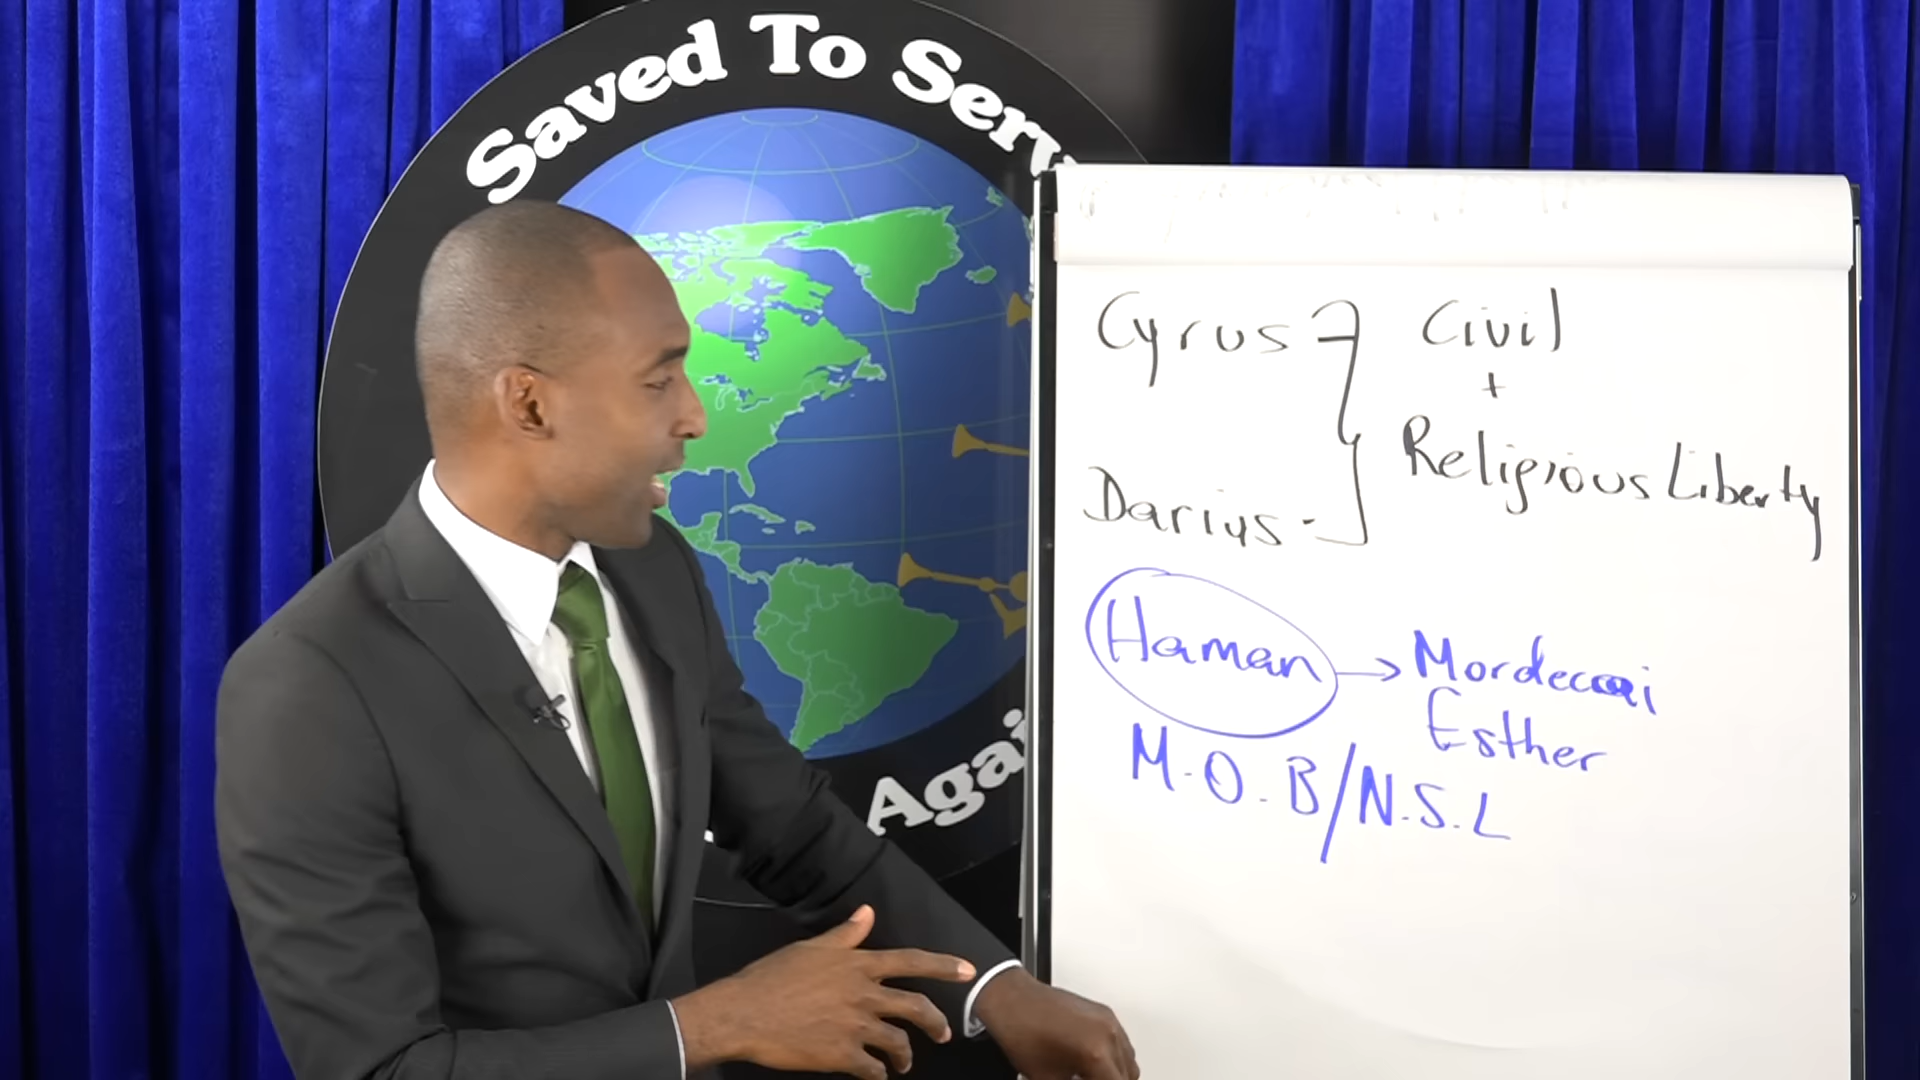 Saved To Serv
Agai
Cyrus Civil
+
Religious Liberty
Darius -
Haman → Mordecai
Esther
M.O.B/N.S.L